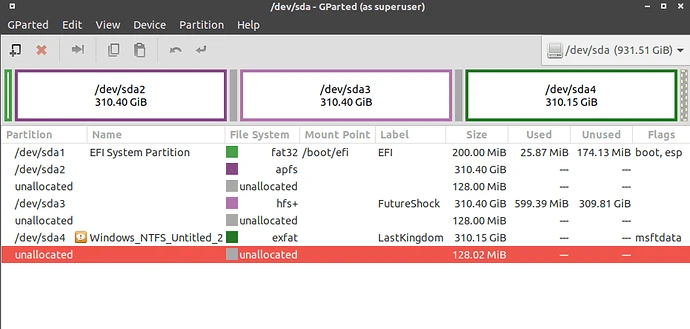 /dev/sda - GParted (as superuser)
GParted Edit View Device Partition Help
/dev/sda (931.51 GiB)
/dev/sda2 /dev/sda3 /dev/sda4
310.40 GiB 310.40 GiB 310.15 GiB
Partition Name File System Mount Point Label Size Used Unused Flags
/dev/sda1 EFI System Partition fat32 /boot/efi EFI 200.00 MiB 25.87 MiB 174.13 MiB boot, esp
/dev/sda2 apfs 310.40 GiB --- ---
unallocated unallocated 128.00 MiB --- ---
/dev/sda3 hfs+ FutureShock 310.40 GiB 599.39 MiB 309.81 GiB
unallocated unallocated 128.00 MiB --- ---
/dev/sda4 Windows_NTFS_Untitled_2 exfat LastKingdom 310.15 GiB --- --- msftdata
unallocated unallocated 128.02 MiB --- ---